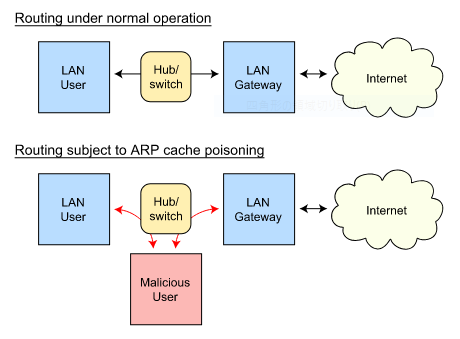 Routing under normal operation
LAN
User
Hub/
switch
LAN
Gateway
Internet
Routing subject to ARP cache poisoning
LAN
User
Hub/
switch
LAN
Gateway
Internet
Malicious
User